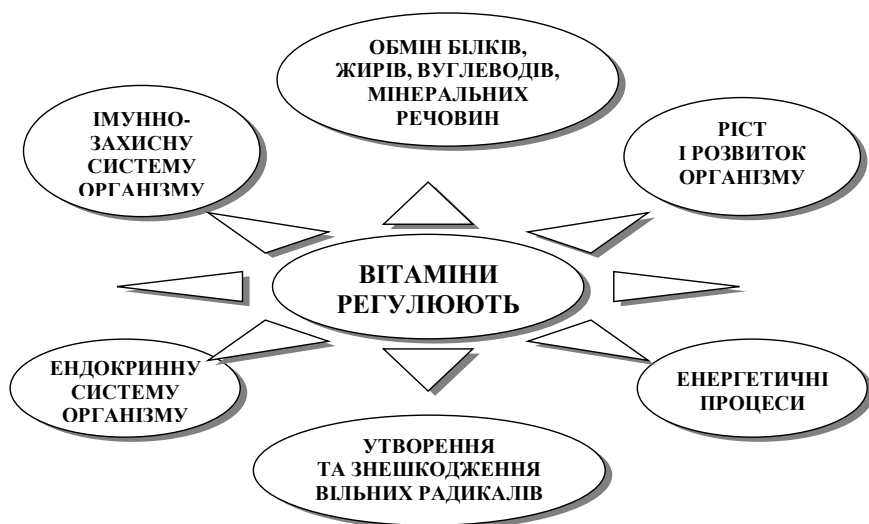 ОБМІН БІЛКІВ,
ЖИРІВ, ВУГЛЕВОДІВ,
МІНЕРАЛЬНИХ
РЕЧОВИН
ІМУННО-
ЗАХИСНУ
СИСТЕМУ
ОРГАНІЗМУ
РІСТ
І РОЗВИТОК
ОРГАНІЗМУ
ВІТАМІНИ
РЕГУЛЮЮТЬ
ЕНДОКРИННУ
СИСТЕМУ
ОРГАНІЗМУ
ЕНЕРГЕТИЧНІ
ПРОЦЕСИ
УТВОРЕННЯ
ТА ЗНЕШКОДЖЕННЯ
ВІЛЬНИХ РАДИКАЛІВ